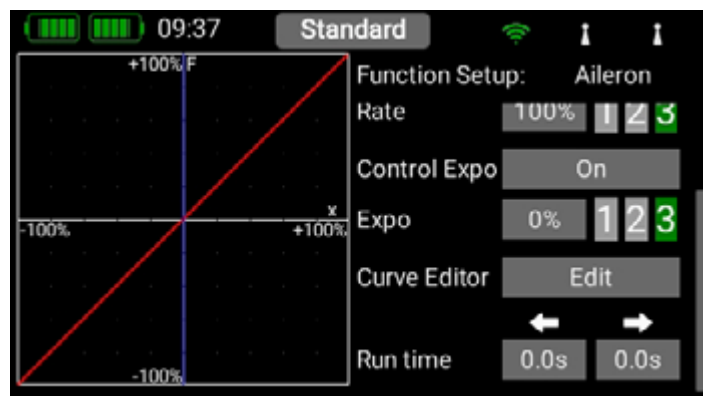 09:37 Standard
+100% F
Function Setup: Aileron
Rate 100% 1 2 3
Control Expo On
-100% x +100%
Expo 0% 1 2 3
Curve Editor Edit
Run time 0.0s 0.0s
-100%